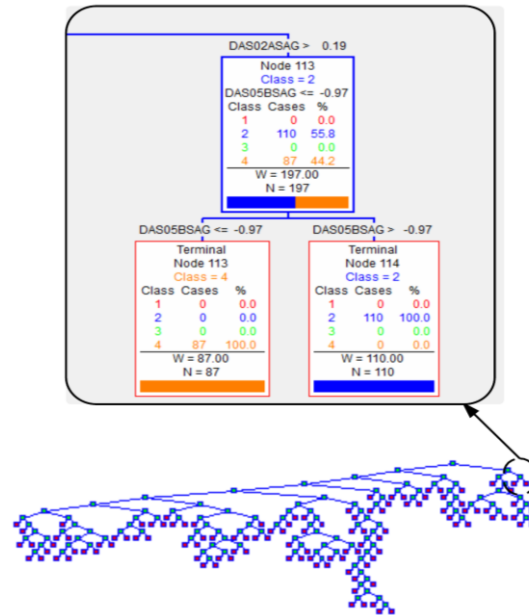 DAS02ASAG > 0.19
Node 113
Class = 2
DAS05BSAG <= -0.97
Class Cases %
1 0 0.0
2 110 55.8
3 0 0.0
4 87 44.2
W = 197.00
N = 197
DAS05BSAG <= -0.97
DAS05BSAG > -0.97
Terminal
Node 113
Class = 4
Class Cases %
1 0 0.0
2 0 0.0
3 0 0.0
4 87 100.0
W = 87.00
N = 87
Terminal
Node 114
Class = 2
Class Cases %
1 0 0.0
2 110 100.0
3 0 0.0
4 0 0.0
W = 110.00
N = 110